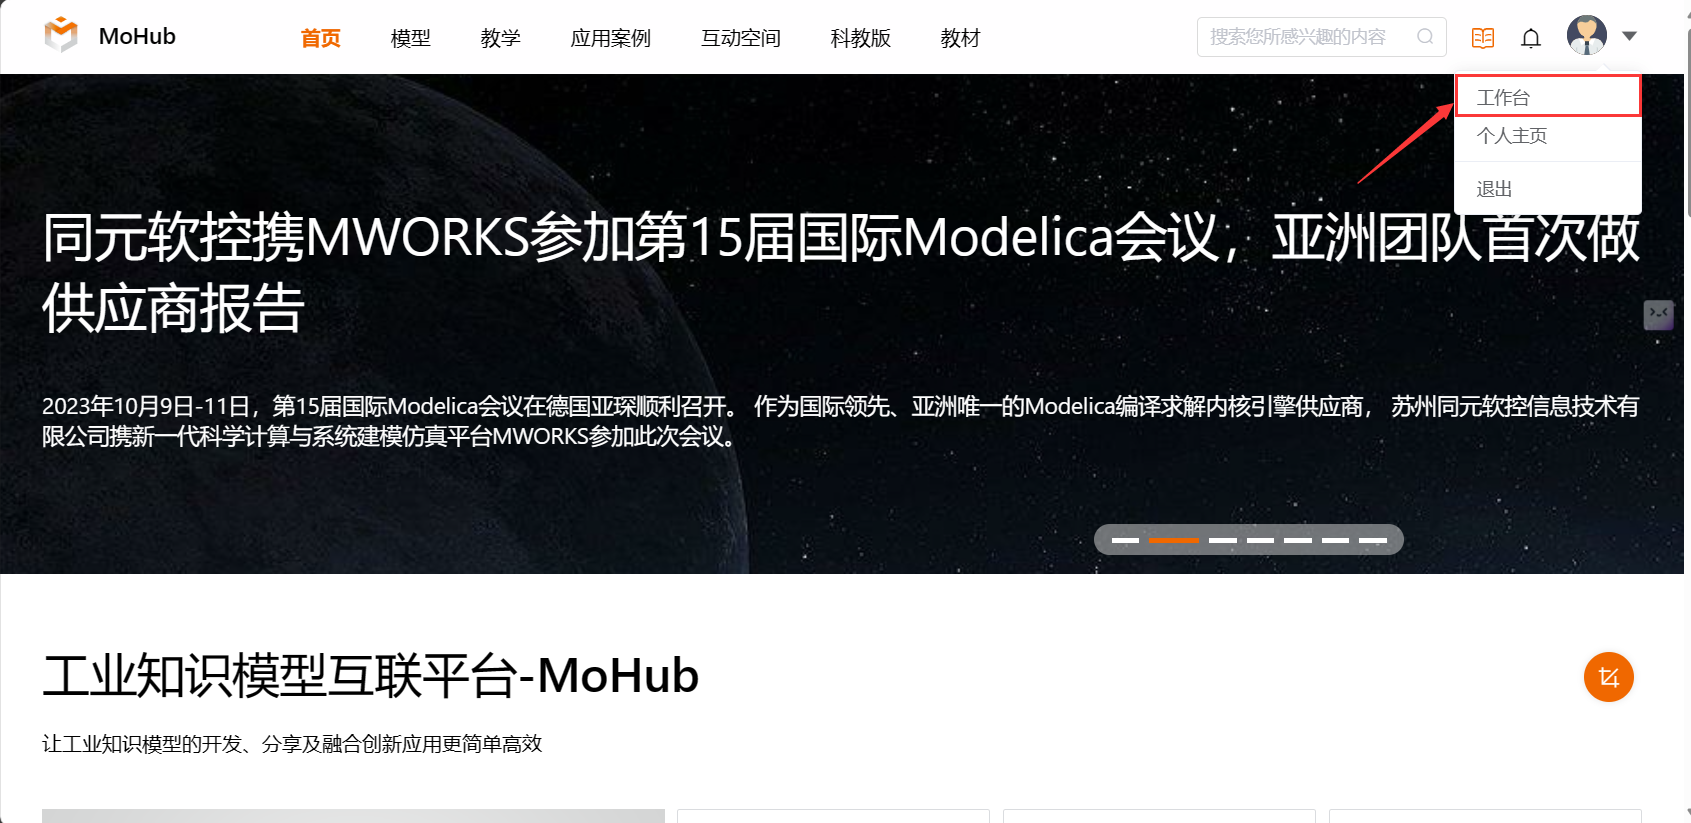 MoHub
首页
模型
教学
应用案例
互动空间
科教版
教材
搜索您所感兴趣的内容
工作台
个人主页
退出
同元软控携MWORKS参加第15届国际Modelica会议，亚洲团队首次做
供应商报告
2023年10月9日-11日，第15届国际Modelica会议在德国亚琛顺利召开。 作为国际领先、亚洲唯一的Modelica编译求解内核引擎供应商， 苏州同元软控信息技术有
限公司携新一代科学计算与系统建模仿真平台MWORKS参加此次会议。
工业知识模型互联平台-MoHub
让工业知识模型的开发、分享及融合创新应用更简单高效